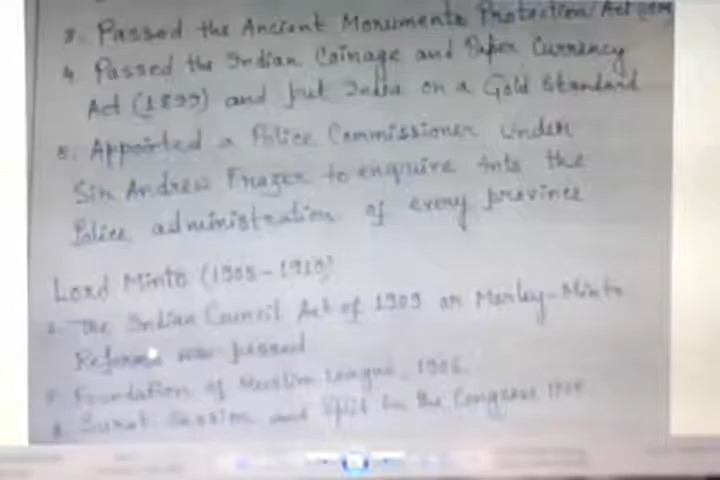 3. Passed the Ancient Monuments Protection Act
4. Passed the Indian Coinage and Paper Currency
Act (1899) and put India on a Gold Standard
5. Appointed a Police Commissioner under
Sir Andrew Frazer to enquire into the
Police administration of every province
Lord Minto (1905-1910)
1. The Indian Council Act of 1909 or Morley-Minto
Reforms was passed
Foundation of Muslim League, 1906
Surat Session and Split in the Congress